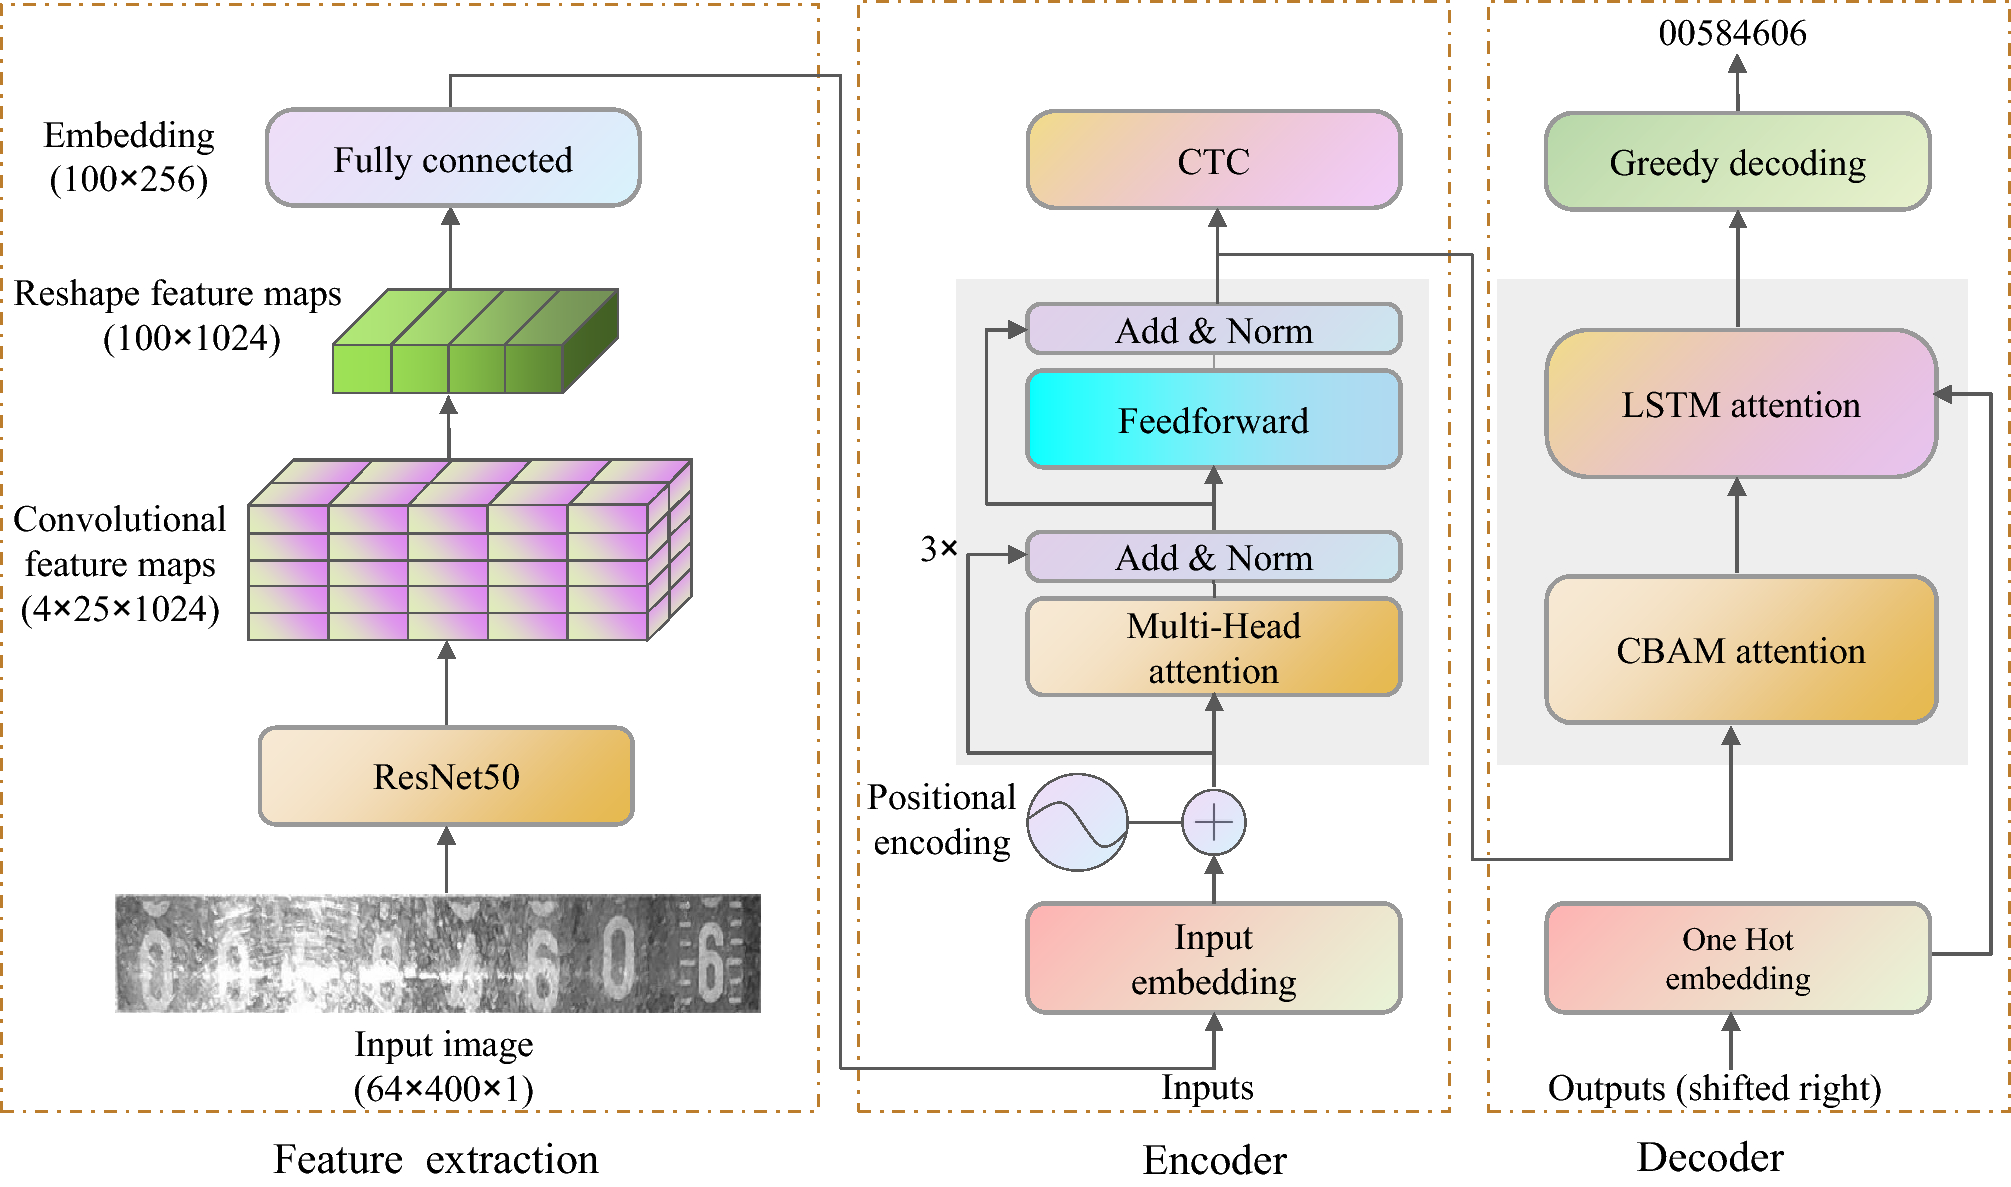 Embedding
(100×256)
Fully connected
Reshape feature maps
(100×1024)
Convolutional
feature maps
(4×25×1024)
ResNet50
Input image
(64×400×1)
Feature extraction
CTC
Add & Norm
Feedforward
3×
Add & Norm
Multi-Head
attention
Positional
encoding
Input
embedding
Inputs
Encoder
00584606
Greedy decoding
LSTM attention
CBAM attention
One Hot
embedding
Outputs (shifted right)
Decoder